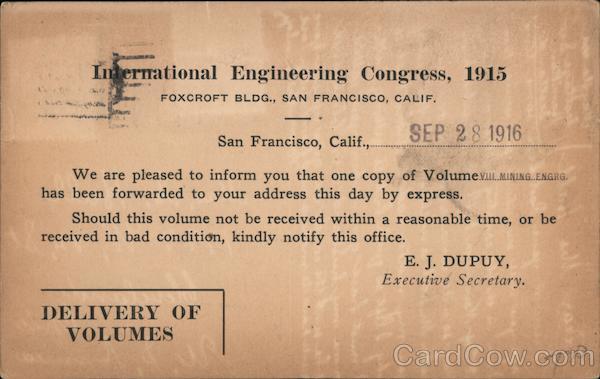 International Engineering Congress, 1915
FOXCROFT BLDG., SAN FRANCISCO, CALIF.
San Francisco, Calif., SEP 28 1916
We are pleased to inform you that one copy of Volume VIII MINING ENGRG.
has been forwarded to your address this day by express.
Should this volume not be received within a reasonable time, or be
received in bad condition, kindly notify this office.
E. J. DUPUY,
Executive Secretary.
DELIVERY OF
VOLUMES
CardCow.com